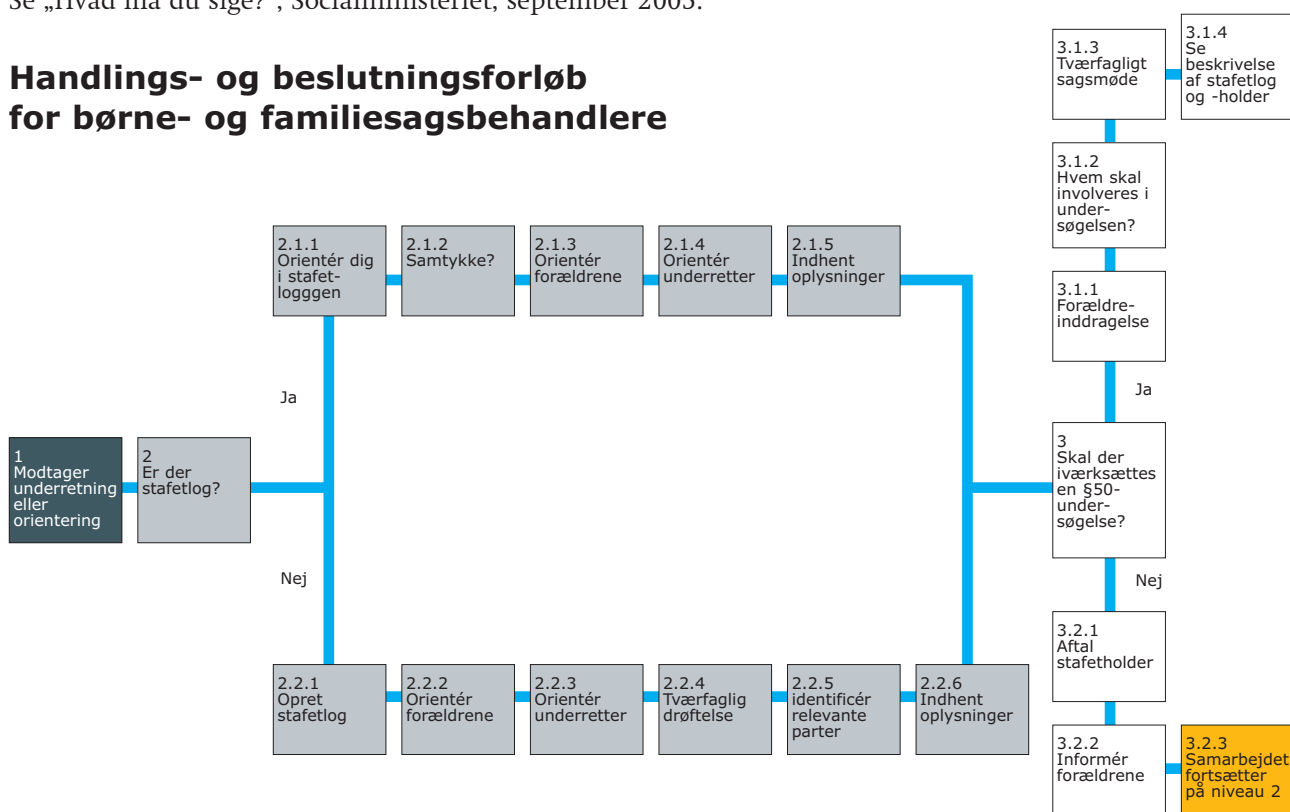 Se „Hvad må du sige?”, Socialministeriet, september 2005.
Handlings- og beslutningsforløb
for børne- og familiesagsbehandlere
3.1.3
Tværfagligt
sagsmøde
3.1.4
Se
beskrivelse
af stafetlog
og -holder
3.1.2
Hvem skal
involveres i
under-
søgelsen?
2.1.1
Orientér dig
i stafet-
logggen
2.1.2
Samtykke?
2.1.3
Orientér
forældrene
2.1.4
Orientér
underretter
2.1.5
Indhent
oplysninger
3.1.1
Forældre-
inddragelse
Ja
Ja
1
Modtager
underretning
eller
orientering
2
Er der
stafetlog?
3
Skal der
iværksættes
en §50-
under-
søgelse?
Nej
Nej
3.2.1
Aftal
stafetholder
2.2.1
Opret
stafetlog
2.2.2
Orientér
forældrene
2.2.3
Orientér
underretter
2.2.4
Tværfaglig
drøftelse
2.2.5
identificér
relevante
parter
2.2.6
Indhent
oplysninger
3.2.2
Informér
forældrene
3.2.3
Samarbejdet
fortsætter
på niveau 2